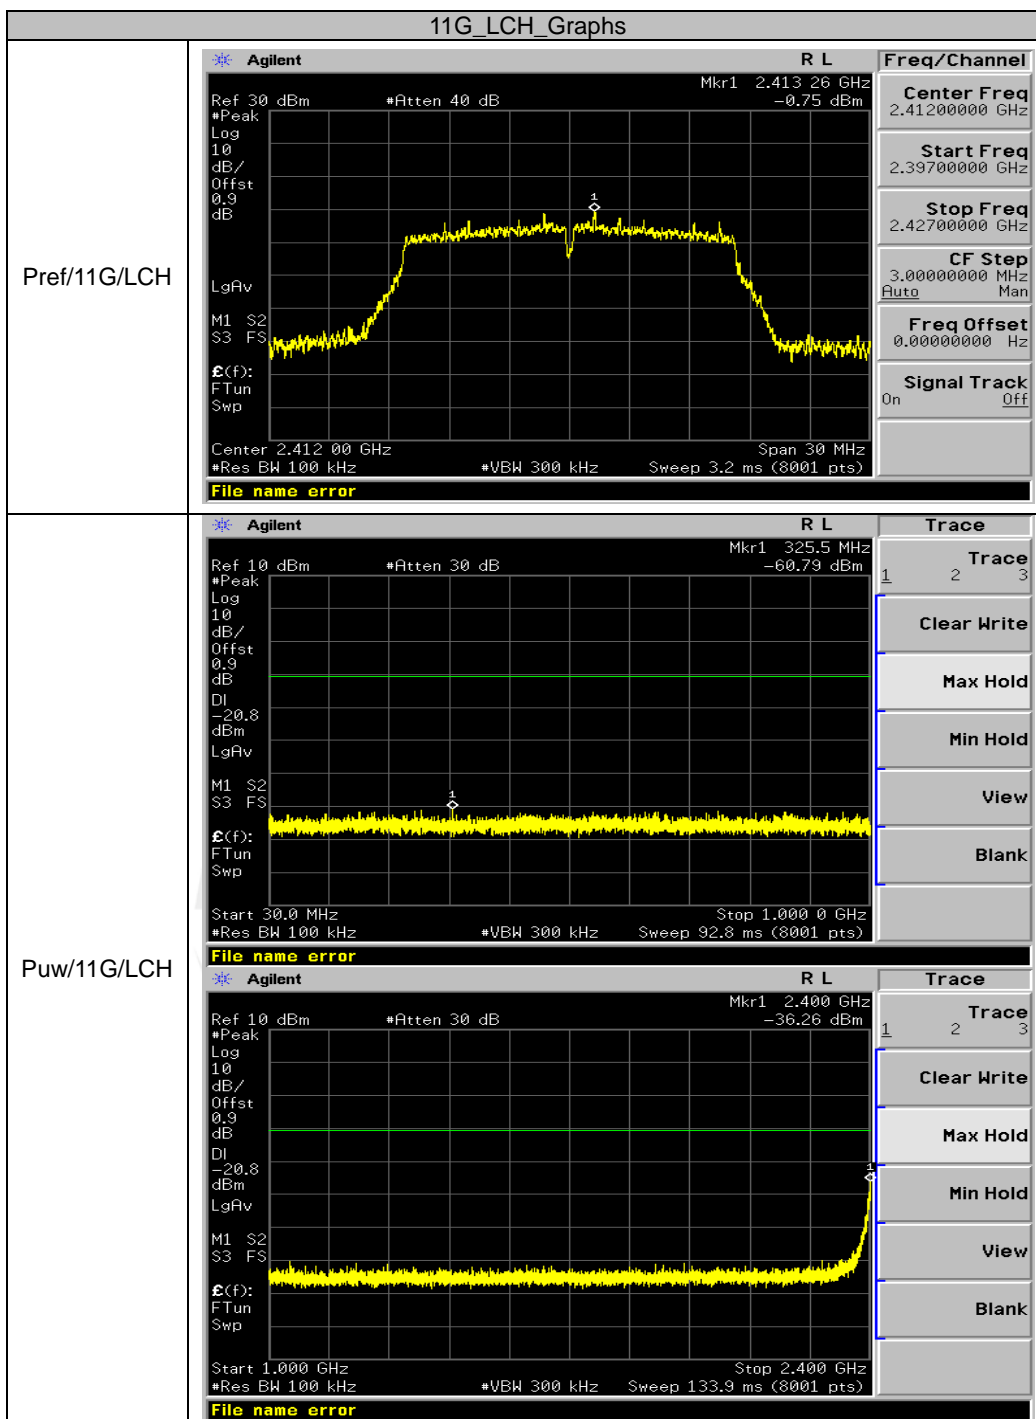 11G_LCH_Graphs
Pref/11G/LCH
Agilent R L Freq/Channel
Mkr1 2.413 26 GHz
Ref 30 dBm #Atten 40 dB -0.75 dBm
#Peak
Log
10
dB/
Offst
0.9
dB
1
LgAv
M1 S2
S3 FS
£(f):
FTun
Swp
Center 2.412 00 GHz Span 30 MHz
#Res BW 100 kHz #VBW 300 kHz Sweep 3.2 ms (8001 pts)
File name error
Center Freq
2.41200000 GHz
Start Freq
2.39700000 GHz
Stop Freq
2.42700000 GHz
CF Step
3.00000000 MHz
Auto Man
Freq Offset
0.00000000 Hz
Signal Track
On Off
Puw/11G/LCH
Agilent R L Trace
Mkr1 325.5 MHz
Ref 10 dBm #Atten 30 dB -60.79 dBm
#Peak
Log
10
dB/
Offst
0.9
dB
DI
-20.8
dBm
LgAv
1
M1 S2
S3 FS
£(f):
FTun
Swp
Start 30.0 MHz Stop 1.000 0 GHz
#Res BW 100 kHz #VBW 300 kHz Sweep 92.8 ms (8001 pts)
File name error
Trace
1 2 3
Clear Write
Max Hold
Min Hold
View
Blank
Agilent R L Trace
Mkr1 2.400 GHz
Ref 10 dBm #Atten 30 dB -36.26 dBm
#Peak
Log
10
dB/
Offst
0.9
dB
DI
-20.8
dBm
LgAv
1
M1 S2
S3 FS
£(f):
FTun
Swp
Start 1.000 GHz Stop 2.400 GHz
#Res BW 100 kHz #VBW 300 kHz Sweep 133.9 ms (8001 pts)
File name error
Trace
1 2 3
Clear Write
Max Hold
Min Hold
View
Blank